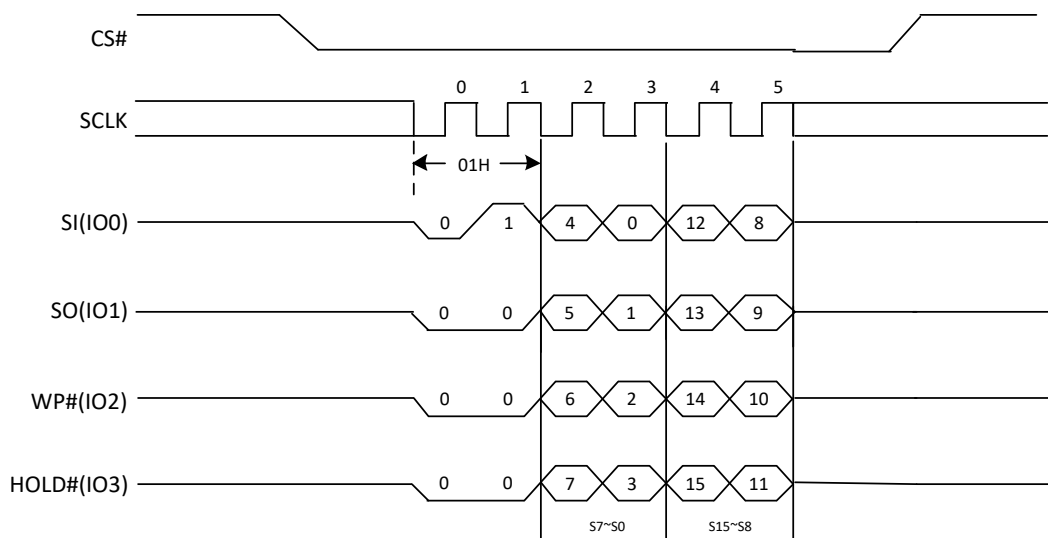 CS#
0 1 2 3 4 5
SCLK
01H
SI(IO0) 0 1 4 0 12 8
SO(IO1) 0 0 5 1 13 9
WP#(IO2) 0 0 6 2 14 10
HOLD#(IO3) 0 0 7 3 15 11
S7~S0 S15~S8